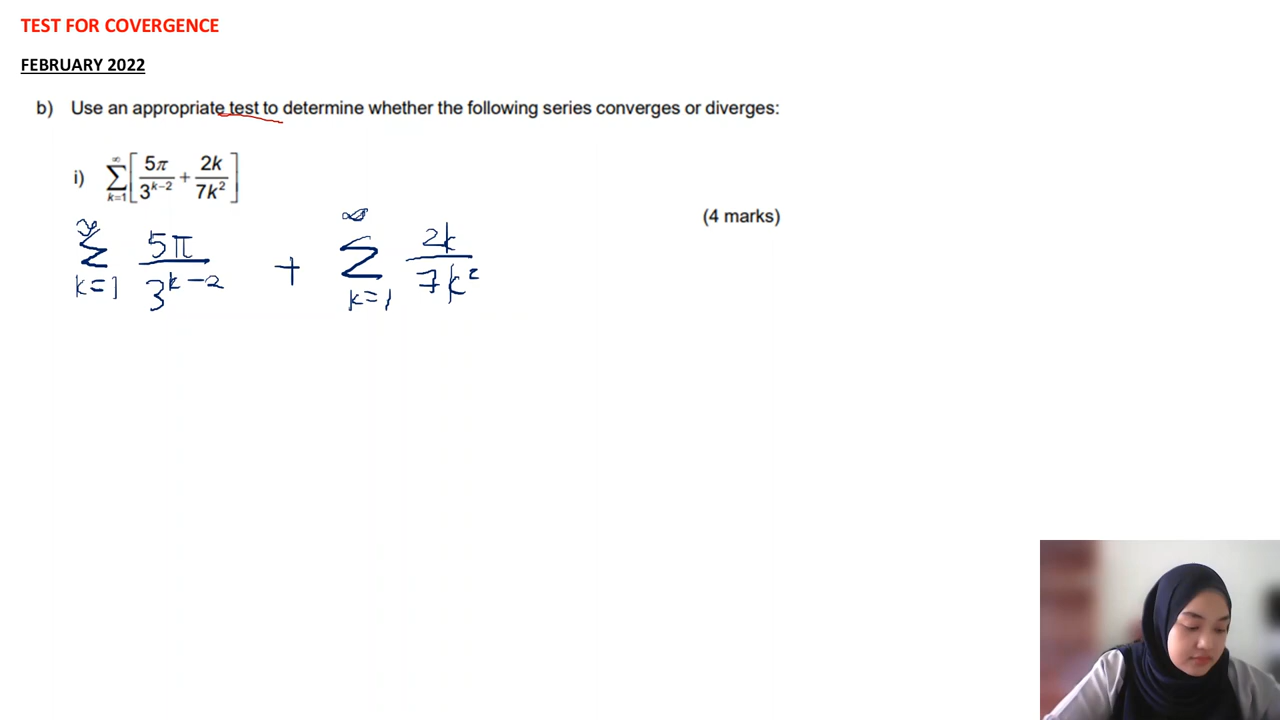 TEST FOR COVERGENCE
FEBRUARY 2022
b) Use an appropriate test to determine whether the following series converges or diverges:
i) ∞ ∑ k=1 [ 5π / 3^(k−2) + 2k / 7k² ]
(4 marks)
∞ ∑ k=1 5π / 3^(k−2) + ∞ ∑ k=1 2k / 7k²